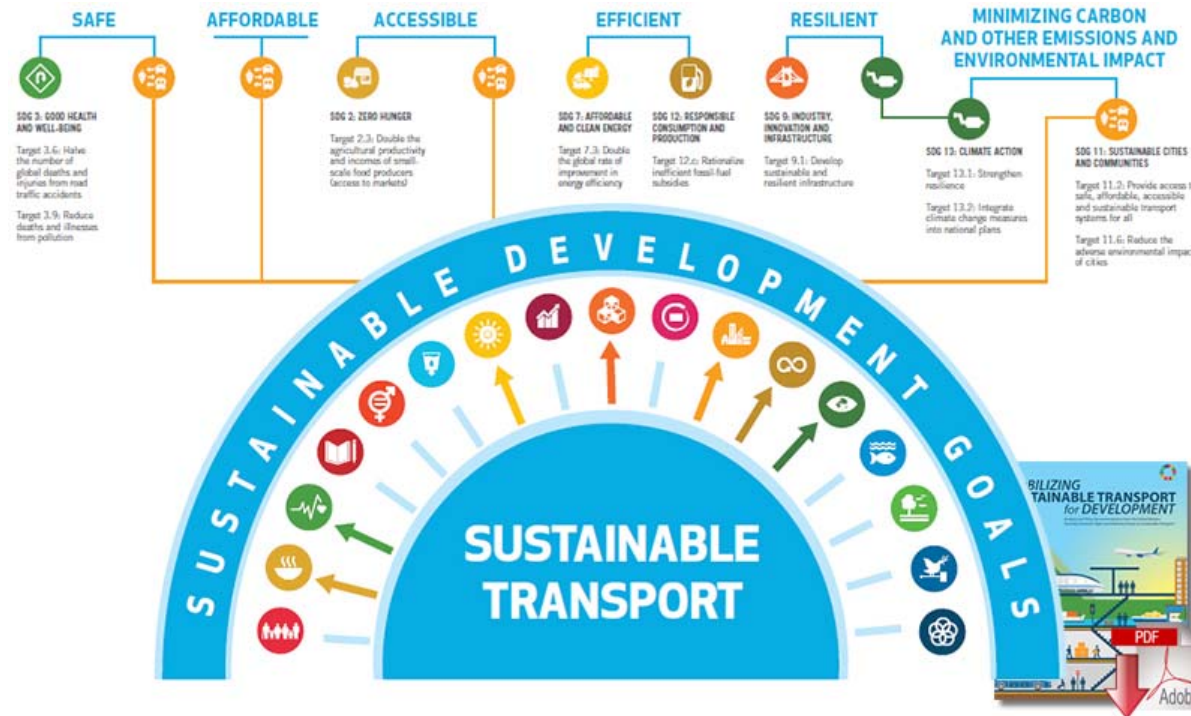 SAFE
AFFORDABLE
ACCESSIBLE
EFFICIENT
RESILIENT
MINIMIZING CARBON
AND OTHER EMISSIONS AND
ENVIRONMENTAL IMPACT
SDG 3: GOOD HEALTH
AND WELL-BEING
Target 3.6: Halve
the number of
global deaths and
injuries from road
traffic accidents
Target 3.9: Reduce
deaths and illnesses
from pollution
SDG 2: ZERO HUNGER
Target 2.3: Double the
agricultural productivity
and incomes of small-
scale food producers
(access to markets)
SDG 7: AFFORDABLE
AND CLEAN ENERGY
Target 7.3: Double
the global rate of
improvement in
energy efficiency
SDG 12: RESPONSIBLE
CONSUMPTION AND
PRODUCTION
Target 12.c: Rationalize
inefficient fossil-fuel
subsidies
SDG 9: INDUSTRY,
INNOVATION AND
INFRASTRUCTURE
Target 9.1: Develop
sustainable and
resilient infrastructure
SDG 13: CLIMATE ACTION
Target 13.1: Strengthen
resilience
Target 13.2: Integrate
climate change measures
into national plans
SDG 11: SUSTAINABLE CITIES
AND COMMUNITIES
Target 11.2: Provide access t
safe, affordable, accessible
and sustainable transport
systems for all
Target 11.6: Reduce the
adverse environmental impac
of cities
SUSTAINABLE DEVELOPMENT GOALS
SUSTAINABLE
TRANSPORT
BILIZING
TAINABLE TRANSPORT
for DEVELOPMENT
PDF
Adob